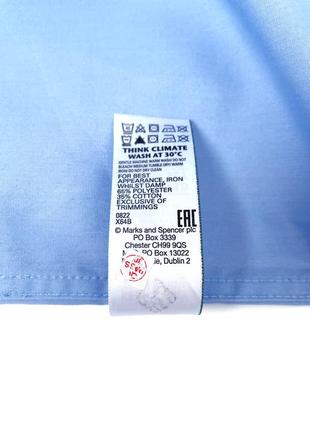 THINK CLIMATE
WASH AT 30°C
GENTLE MACHINE WARM WASH DO NOT
BLEACH MEDIUM TUMBLE DRY WARM
IRON DO NOT DRY CLEAN
FOR BEST
APPEARANCE, IRON
WHILST DAMP
65% POLYESTER
35% COTTON
EXCLUSIVE OF
TRIMMINGS
0822
X64B
EAC
© Marks and Spencer plc
PO Box 3339
Chester CH99 9QS
M&S, PO Box 13022
Dublin 2